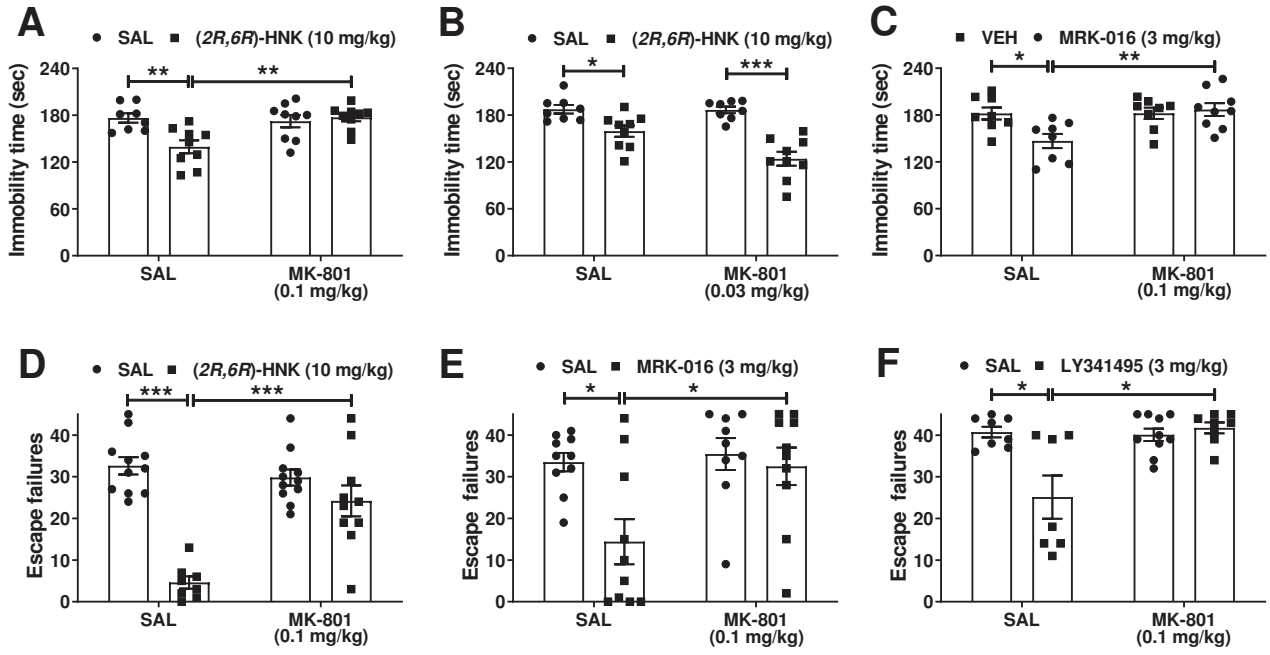 A
● SAL ■ (2R,6R)-HNK (10 mg/kg)
** **
Immobility time (sec)
240
180
120
60
0
SAL MK-801
(0.1 mg/kg)
B
● SAL ■ (2R,6R)-HNK (10 mg/kg)
* ***
Immobility time (sec)
240
180
120
60
0
SAL MK-801
(0.03 mg/kg)
C
■ VEH ● MRK-016 (3 mg/kg)
* **
Immobility time (sec)
240
180
120
60
0
SAL MK-801
(0.1 mg/kg)
D
● SAL ■ (2R,6R)-HNK (10 mg/kg)
*** ***
Escape failures
40
30
20
10
0
SAL MK-801
(0.1 mg/kg)
E
● SAL ■ MRK-016 (3 mg/kg)
* *
Escape failures
40
30
20
10
0
SAL MK-801
(0.1 mg/kg)
F
● SAL ■ LY341495 (3 mg/kg)
* *
Escape failures
40
30
20
10
0
SAL MK-801
(0.1 mg/kg)